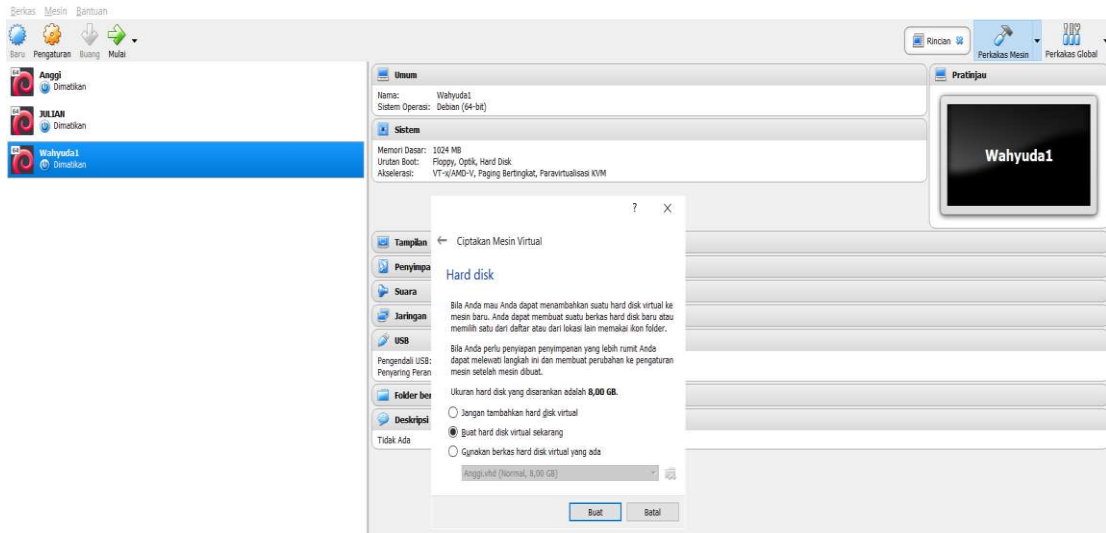 Berkas Mesin Bantuan
Baru Pengaturan Buang Mulai
Rincian
Perkakas Mesin
Perkakas Global
64
Anggi
Dimatikan
64
JULIAN
Dimatikan
64
Wahyuda1
Dimatikan
Umum
Nama: Wahyuda1
Sistem Operasi: Debian (64-bit)
Sistem
Memori Dasar: 1024 MB
Urutan Boot: Floppy, Optik, Hard Disk
Akselerasi: VT-x/AMD-V, Paging Bertingkat, Paravirtualisasi KVM
Tampilan
Penyimpa
Suara
Jaringan
USB
Pengendali USB:
Penyaring Peran
Folder ber
Deskripsi
Tidak Ada
Pratinjau
Wahyuda1
? X
← Ciptakan Mesin Virtual
Hard disk
Bila Anda mau Anda dapat menambahkan suatu hard disk virtual ke
mesin baru. Anda dapat membuat suatu berkas hard disk baru atau
memilih satu dari daftar atau dari lokasi lain memakai ikon folder.
Bila Anda perlu penyiapan penyimpanan yang lebih rumit Anda
dapat melewati langkah ini dan membuat perubahan ke pengaturan
mesin setelah mesin dibuat.
Ukuran hard disk yang disarankan adalah 8,00 GB.
Jangan tambahkan hard disk virtual
Buat hard disk virtual sekarang
Gunakan berkas hard disk virtual yang ada
Anggi.vhd (Normal, 8,00 GB)
Buat Batal